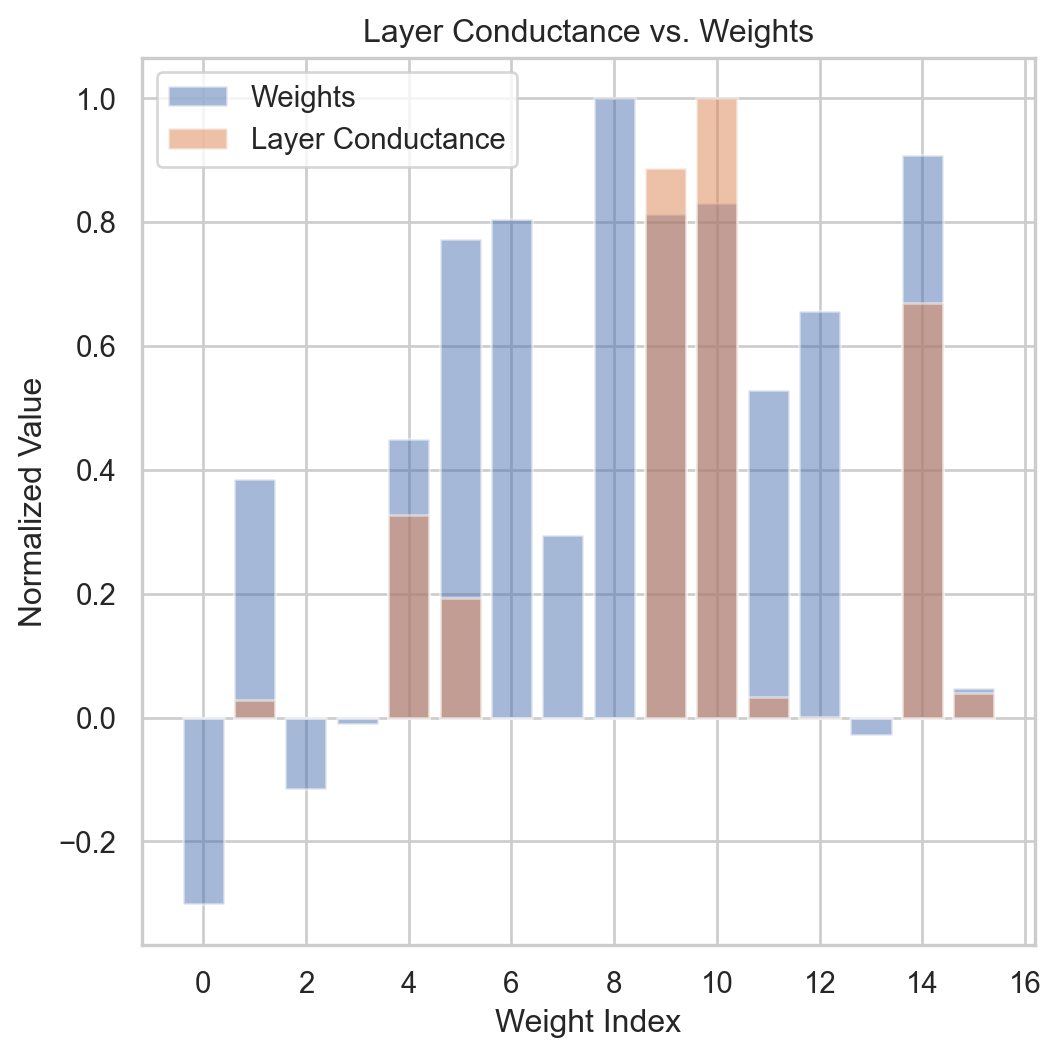 Layer Conductance vs. Weights
Weights
Layer Conductance
Normalized Value
1.0
0.8
0.6
0.4
0.2
0.0
−0.2
0 2 4 6 8 10 12 14 16
Weight Index